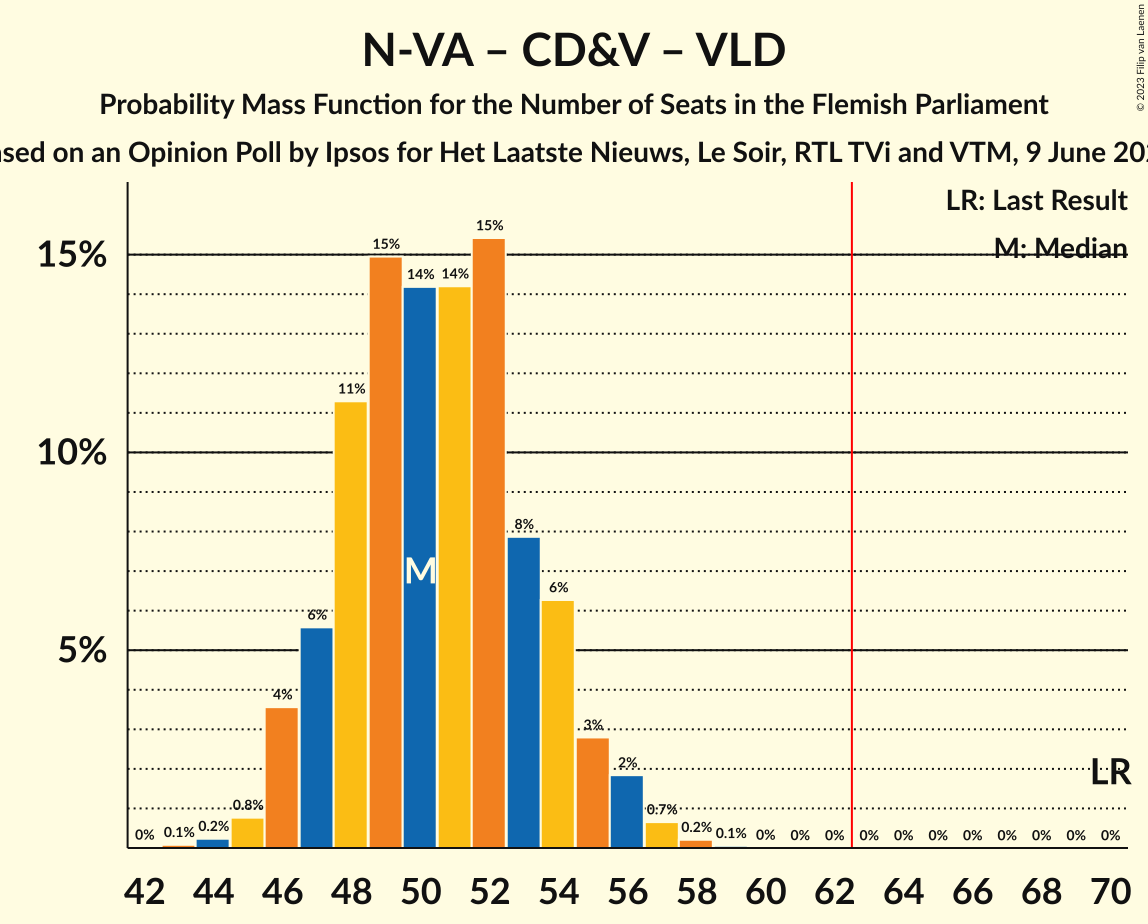 N-VA – CD&V – VLD
Probability Mass Function for the Number of Seats in the Flemish Parliament
on an Opinion Poll by Ipsos for Het Laatste Nieuws, Le Soir, RTL TVi and VTM, 9 June
© 2023 Filip van Laenen
LR: Last Result
M: Median
15%
10%
5%
0% 0.1% 0.2% 0.8% 4% 6% 11% 15% 14% 14% 15% 8% 6% 3% 2% 0.7% 0.2% 0.1% 0% 0% 0% 0% 0% 0% 0% 0% 0% 0% 0%
M
LR
42 44 46 48 50 52 54 56 58 60 62 64 66 68 70